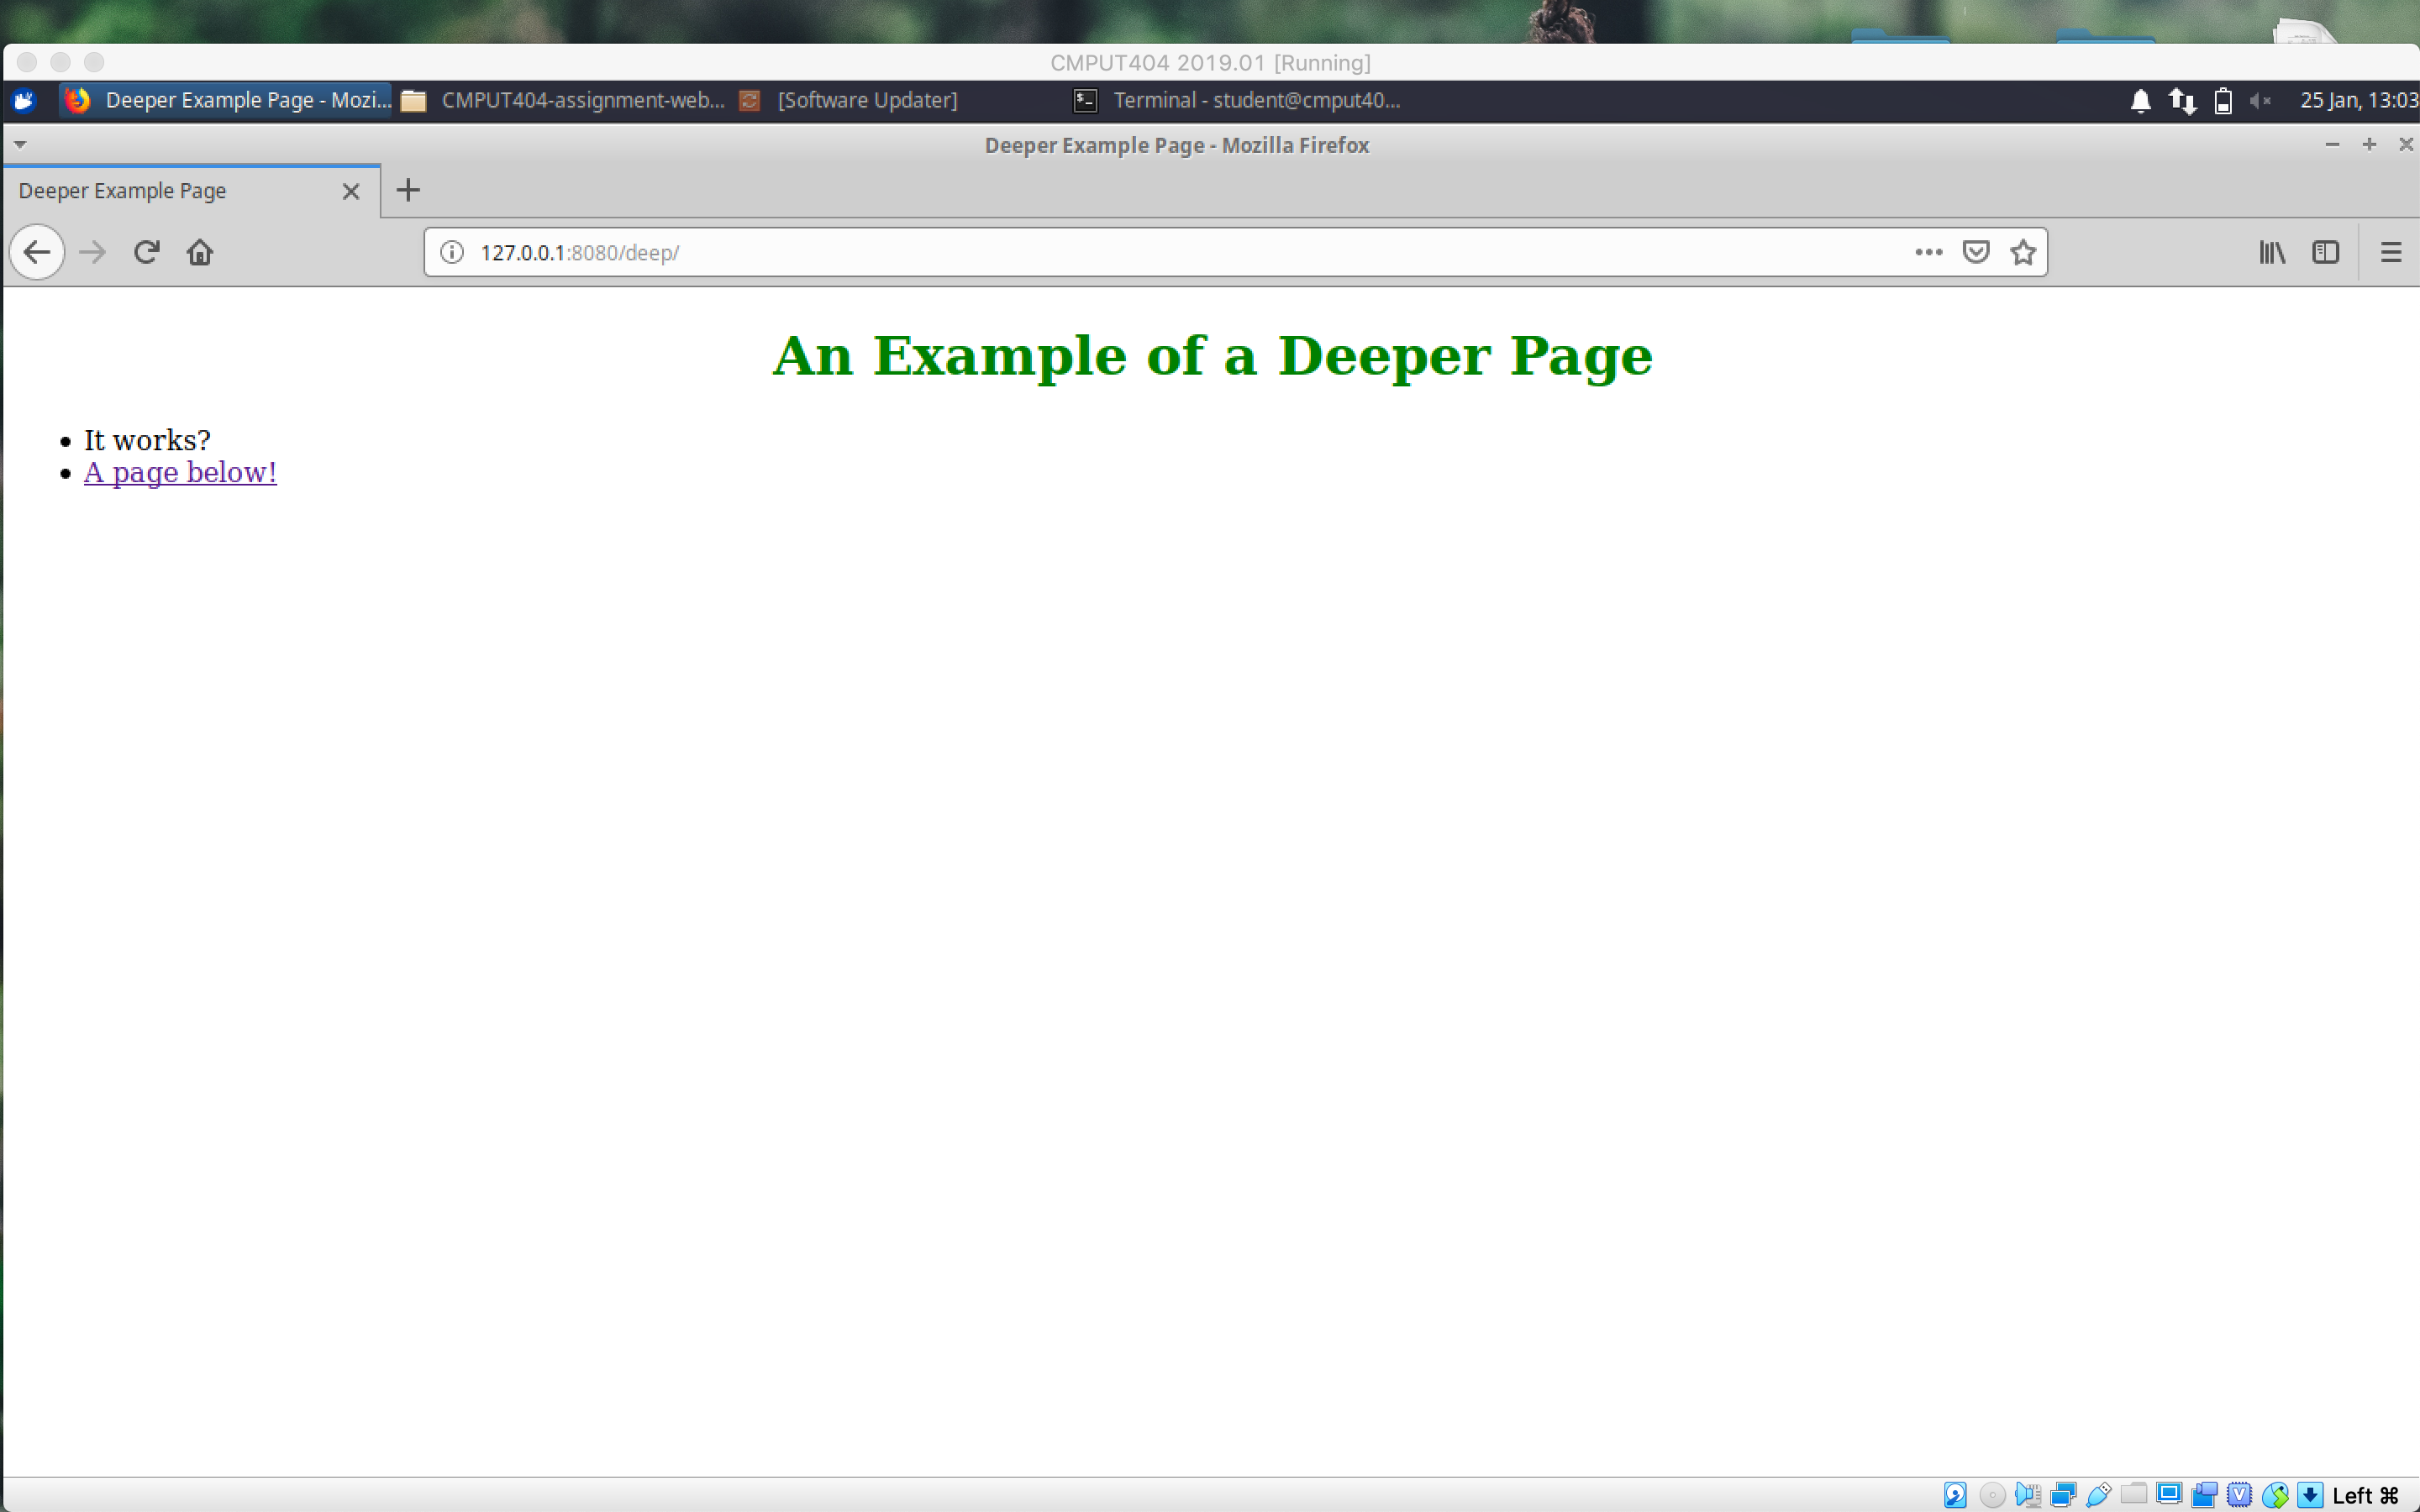 CMPUT404 2019.01 [Running]
Deeper Example Page - Mozi...
CMPUT404-assignment-web...
[Software Updater]
Terminal - student@cmput40...
25 Jan, 13:03
Deeper Example Page - Mozilla Firefox
Deeper Example Page
127.0.0.1:8080/deep/
An Example of a Deeper Page
It works?
A page below!
Left ⌘